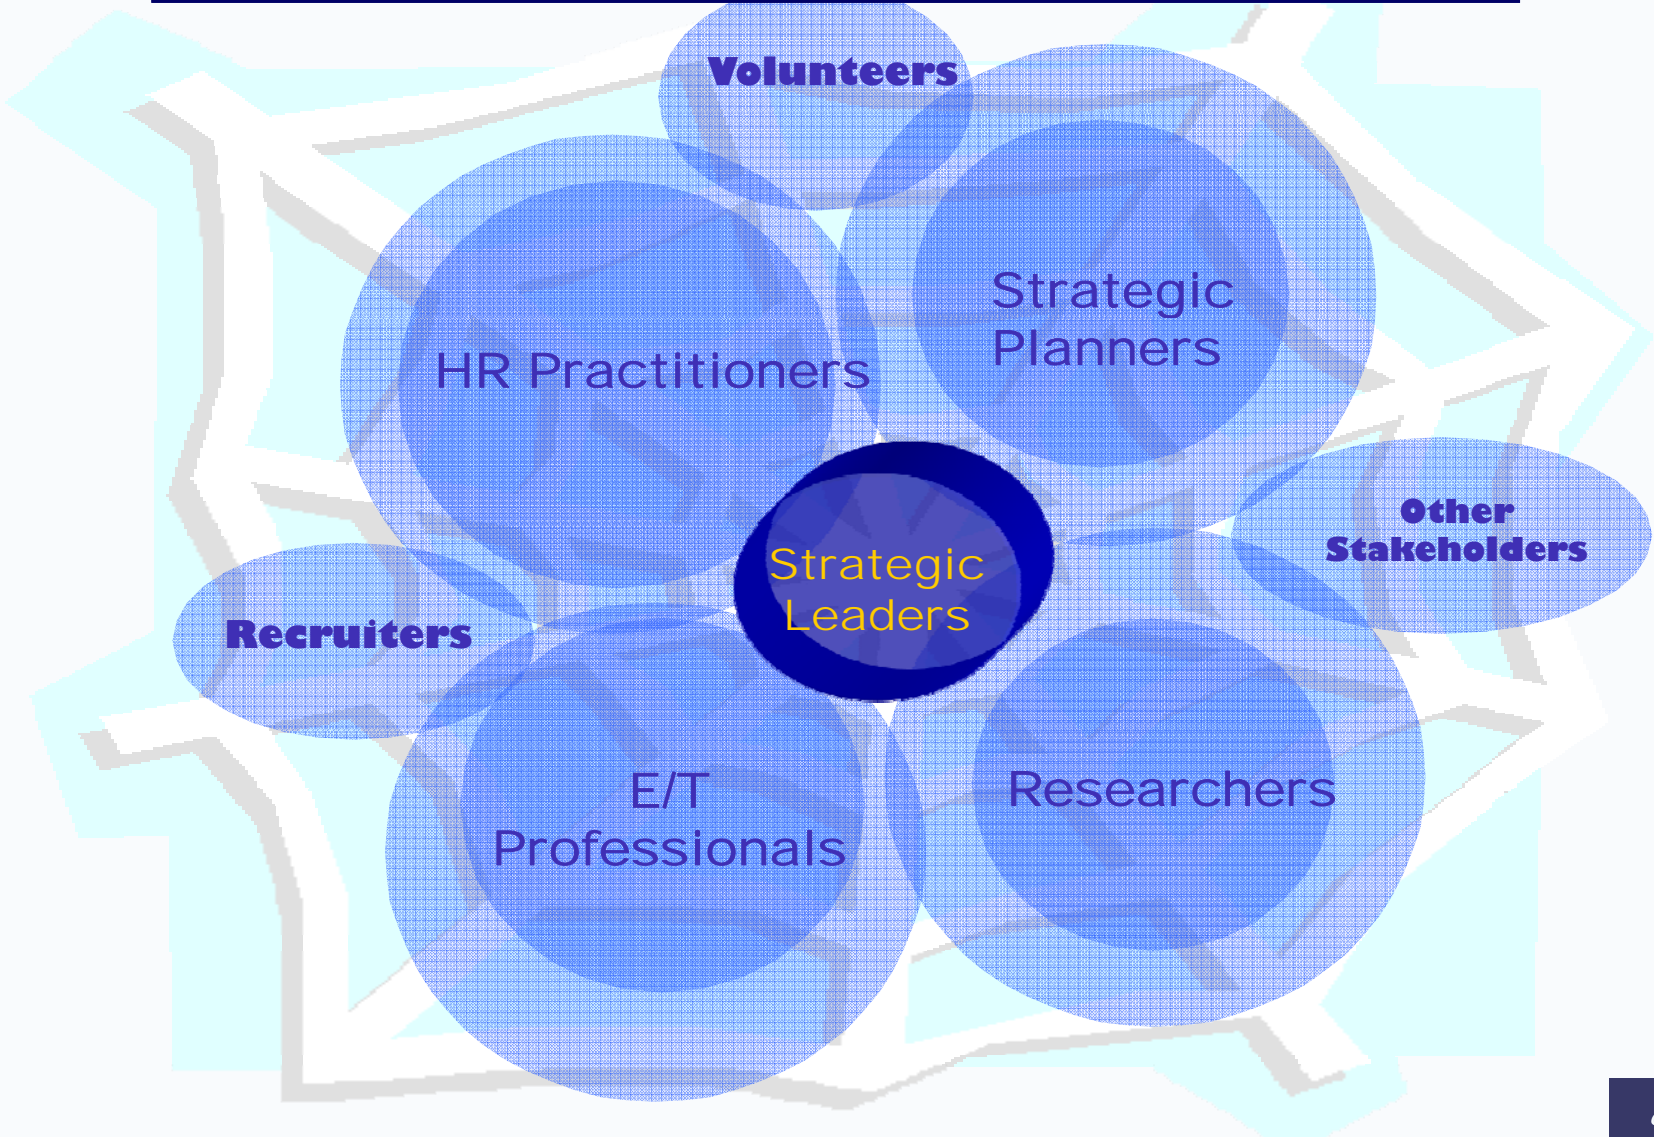 Volunteers
Strategic
Planners
HR Practitioners
Other
Stakeholders
Strategic
Leaders
Recruiters
E/T
Professionals
Researchers